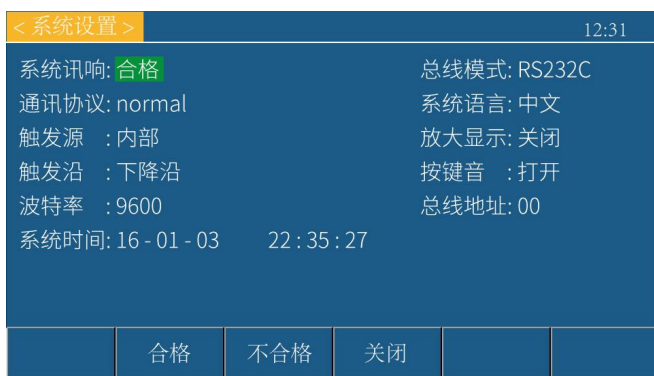 <系统设置> 12:31
系统讯响: 合格 总线模式: RS232C
通讯协议: normal 系统语言: 中文
触发源 : 内部 放大显示: 关闭
触发沿 : 下降沿 按键音 : 打开
波特率 : 9600 总线地址: 00
系统时间: 16 - 01 - 03 22 : 35 : 27
合格 不合格 关闭